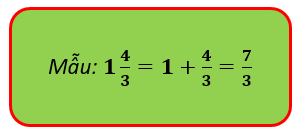 Mẫu: 1 4/3 = 1 + 4/3 = 7/3